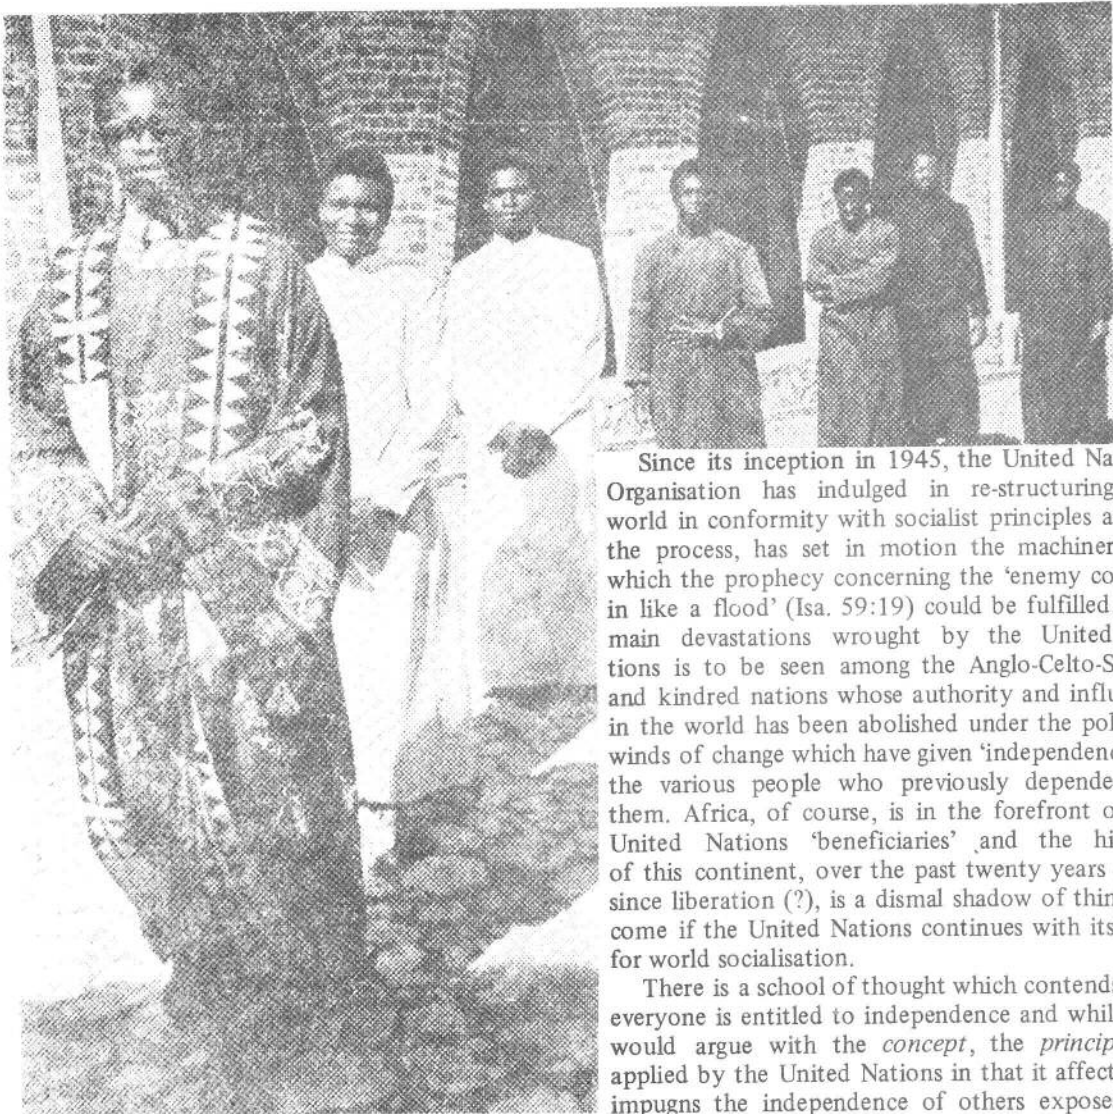 Since its inception in 1945, the United Na
Organisation has indulged in re-structuring
world in conformity with socialist principles a
the process, has set in motion the machiner
which the prophecy concerning the ‘enemy co
in like a flood’ (Isa. 59:19) could be fulfilled
main devastations wrought by the United
tions is to be seen among the Anglo-Celto-S
and kindred nations whose authority and infl
in the world has been abolished under the pol
winds of change which have given ‘independenc
the various people who previously depende
them. Africa, of course, is in the forefront o
United Nations ‘beneficiaries’ and the hi
of this continent, over the past twenty years
since liberation (?), is a dismal shadow of thin
come if the United Nations continues with its
for world socialisation.
There is a school of thought which contend
everyone is entitled to independence and whil
would argue with the concept, the princip
applied by the United Nations in that it affect
impugns the independence of others expose